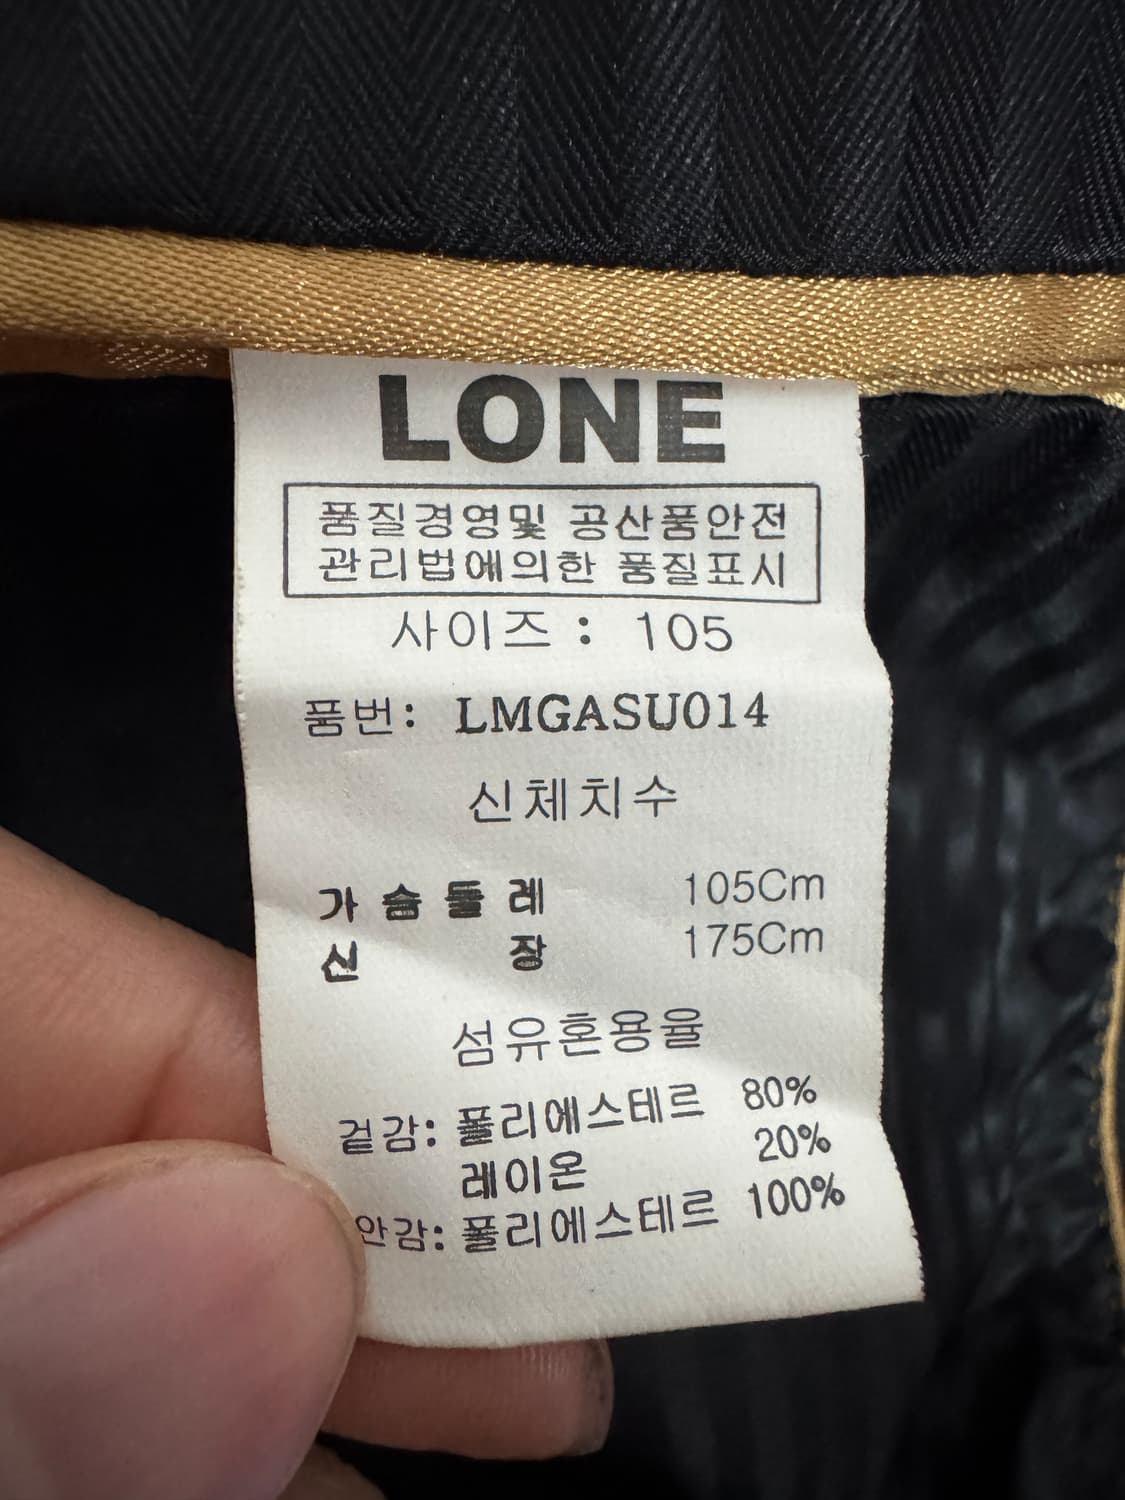 LONE
품질경영및 공산품안전
관리법에의한 품질표시
사이즈 : 105
품번: LMGASU014
신체치수
가슴둘레 105Cm
신장 175Cm
섬유혼용율
겉감: 폴리에스테르 80%
레이온 20%
안감: 폴리에스테르 100%